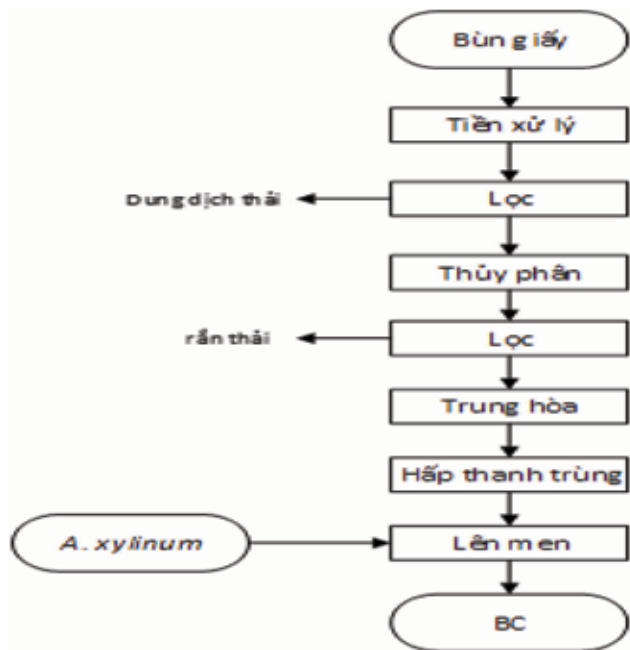 Bùn giấy
Tiền xử lý
Dung dịch thải
Lọc
Thủy phân
rắn thải
Lọc
Trung hòa
Hấp thanh trùng
A. xylinum
Lên men
BC